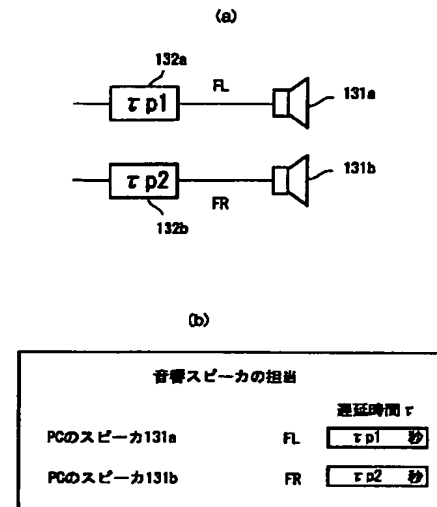 (a)
132a
τp1
FL
131a
τp2
FR
131b
132b
(b)
音響スピーカの担当
遅延時間τ
PCのスピーカ131a FL τp1 秒
PCのスピーカ131b FR τp2 秒